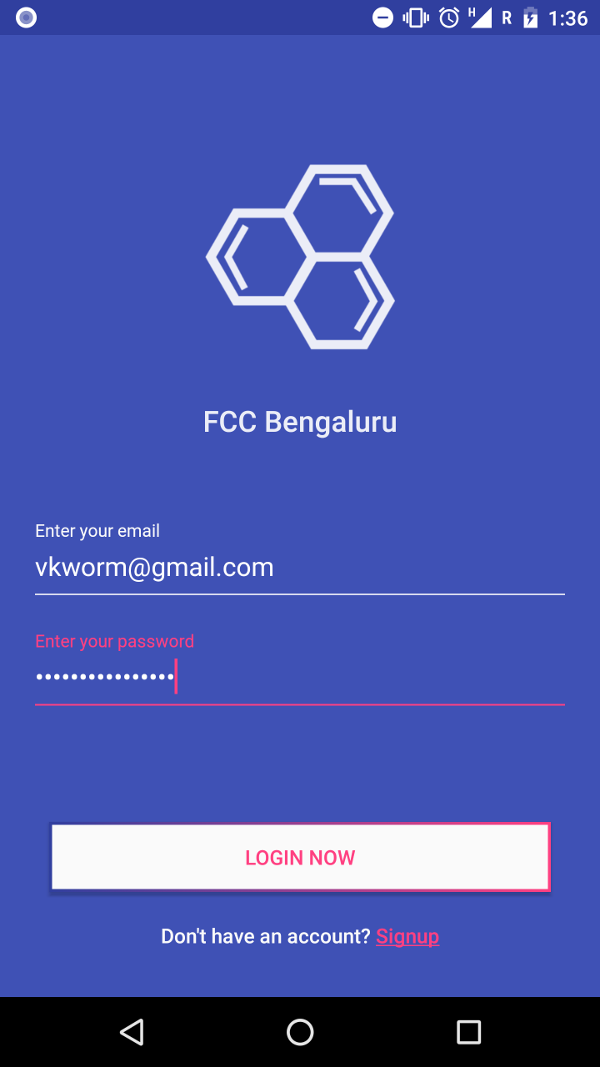 H R 1:36
FCC Bengaluru
Enter your email
vkworm@gmail.com
Enter your password
••••••••••••••••
LOGIN NOW
Don't have an account? Signup